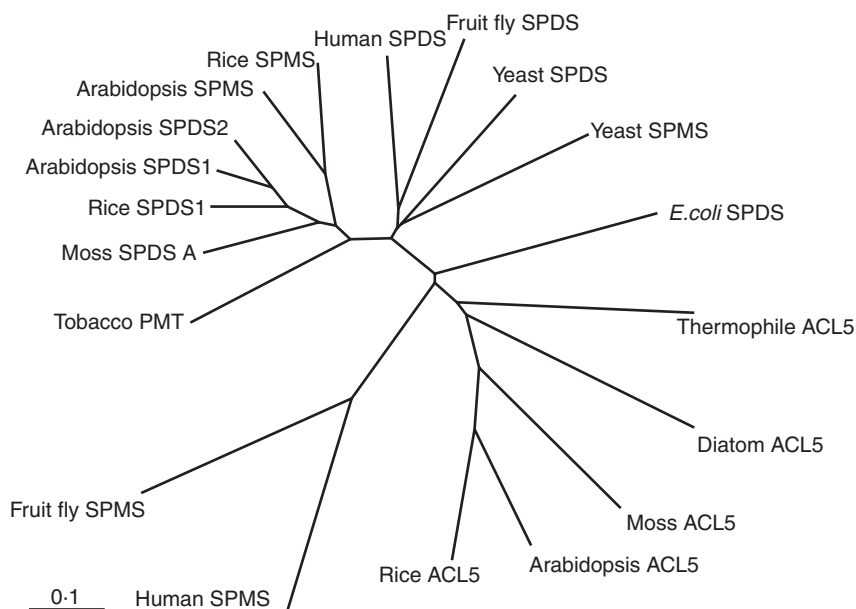 Fruit fly SPDS
Human SPDS
Rice SPMS
Yeast SPDS
Arabidopsis SPMS
Arabidopsis SPDS2
Yeast SPMS
Arabidopsis SPDS1
Rice SPDS1
E.coli SPDS
Moss SPDS A
Tobacco PMT
Thermophile ACL5
Diatom ACL5
Fruit fly SPMS
Moss ACL5
Arabidopsis ACL5
Rice ACL5
0·1
Human SPMS